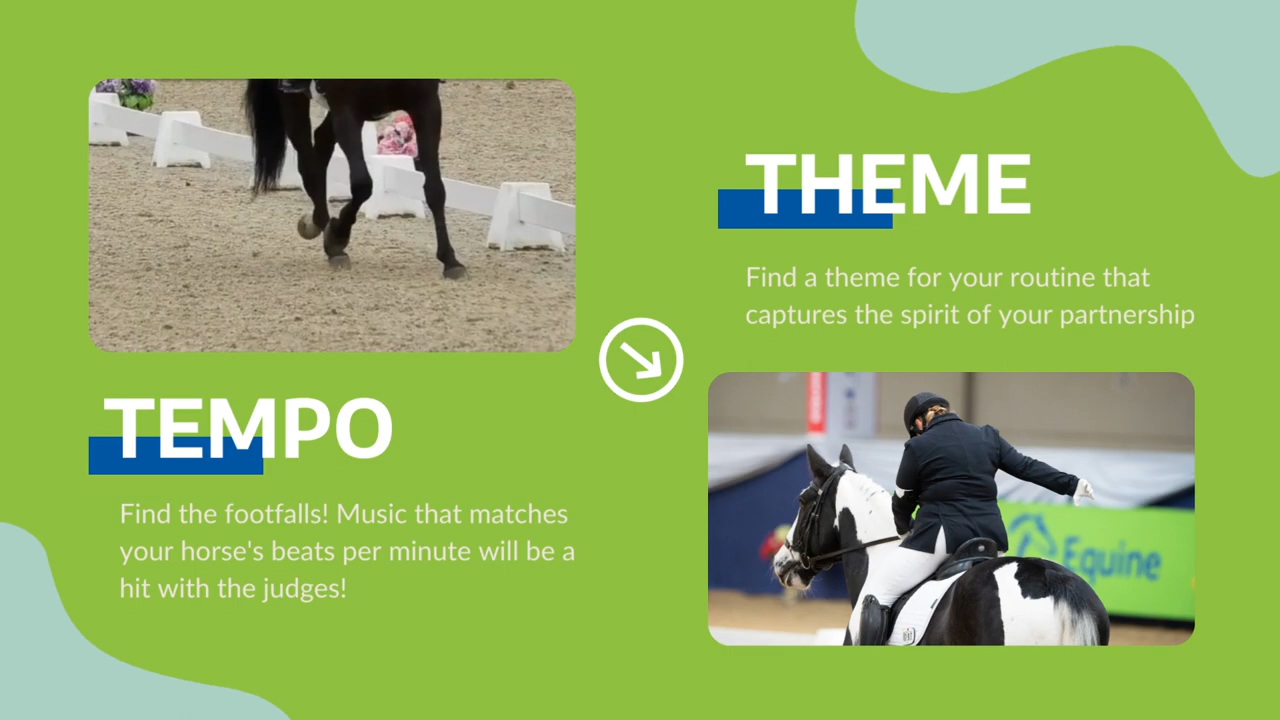 TEMPO
Find the footfalls! Music that matches
your horse's beats per minute will be a
hit with the judges!
THEME
Find a theme for your routine that
captures the spirit of your partnership
Equine